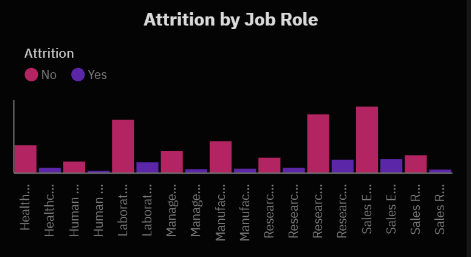 Attrition by Job Role
Attrition
No
Yes
Health...
Healthc...
Human ...
Human ...
Laborat...
Laborat...
Manage...
Manage...
Manufac...
Manufac...
Researc...
Researc...
Researc...
Researc...
Sales E...
Sales E...
Sales R...
Sales R...